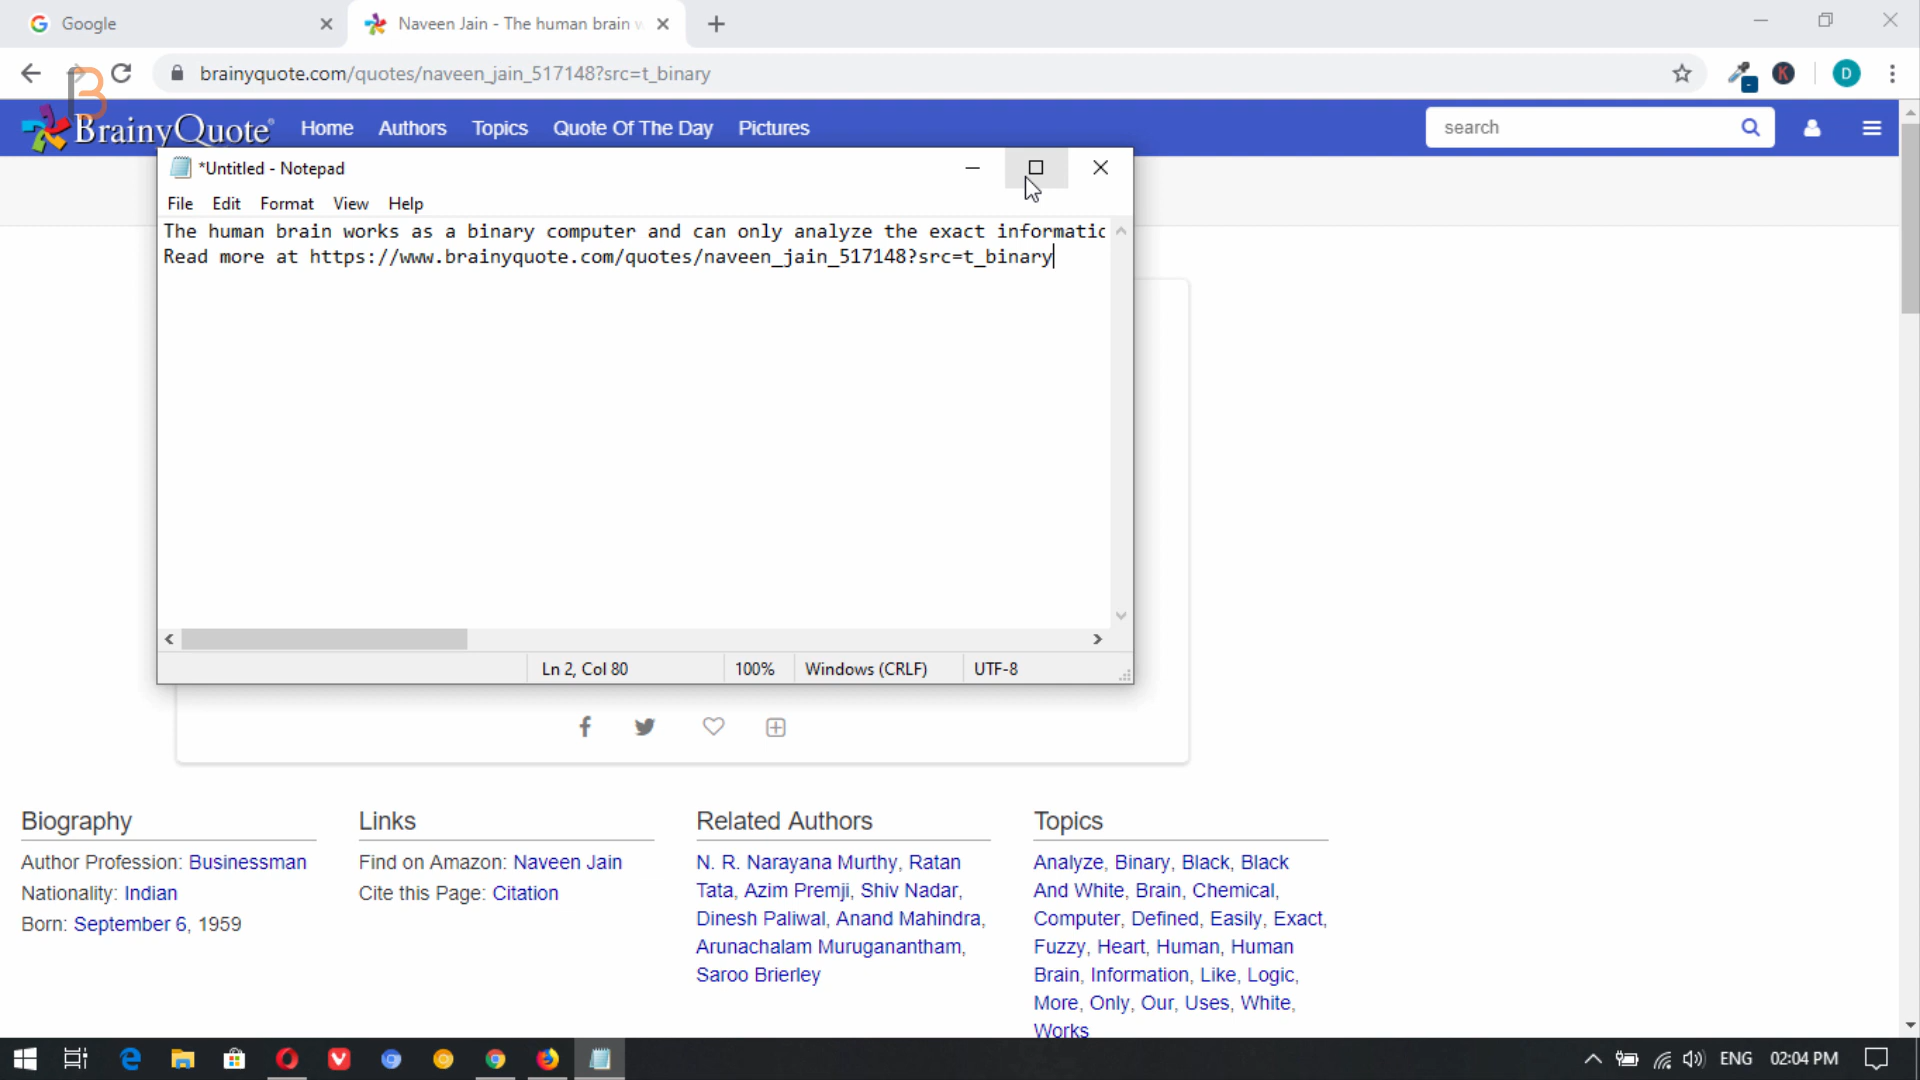 Google
Naveen Jain - The human brain w
brainyquote.com/quotes/naveen_jain_517148?src=t_binary
K
D
BrainyQuote
Home
Authors
Topics
Quote Of The Day
Pictures
search
*Untitled - Notepad
File
Edit
Format
View
Help
The human brain works as a binary computer and can only analyze the exact informatio
Read more at https://www.brainyquote.com/quotes/naveen_jain_517148?src=t_binary
Ln 2, Col 80
100%
Windows (CRLF)
UTF-8
Biography
Author Profession: Businessman
Nationality: Indian
Born: September 6, 1959
Links
Find on Amazon: Naveen Jain
Cite this Page: Citation
Related Authors
N. R. Narayana Murthy, Ratan
Tata, Azim Premji, Shiv Nadar,
Dinesh Paliwal, Anand Mahindra,
Arunachalam Muruganantham,
Saroo Brierley
Topics
Analyze, Binary, Black, Black
And White, Brain, Chemical,
Computer, Defined, Easily, Exact,
Fuzzy, Heart, Human, Human
Brain, Information, Like, Logic,
More, Only, Our, Uses, White,
Works
ENG
02:04 PM